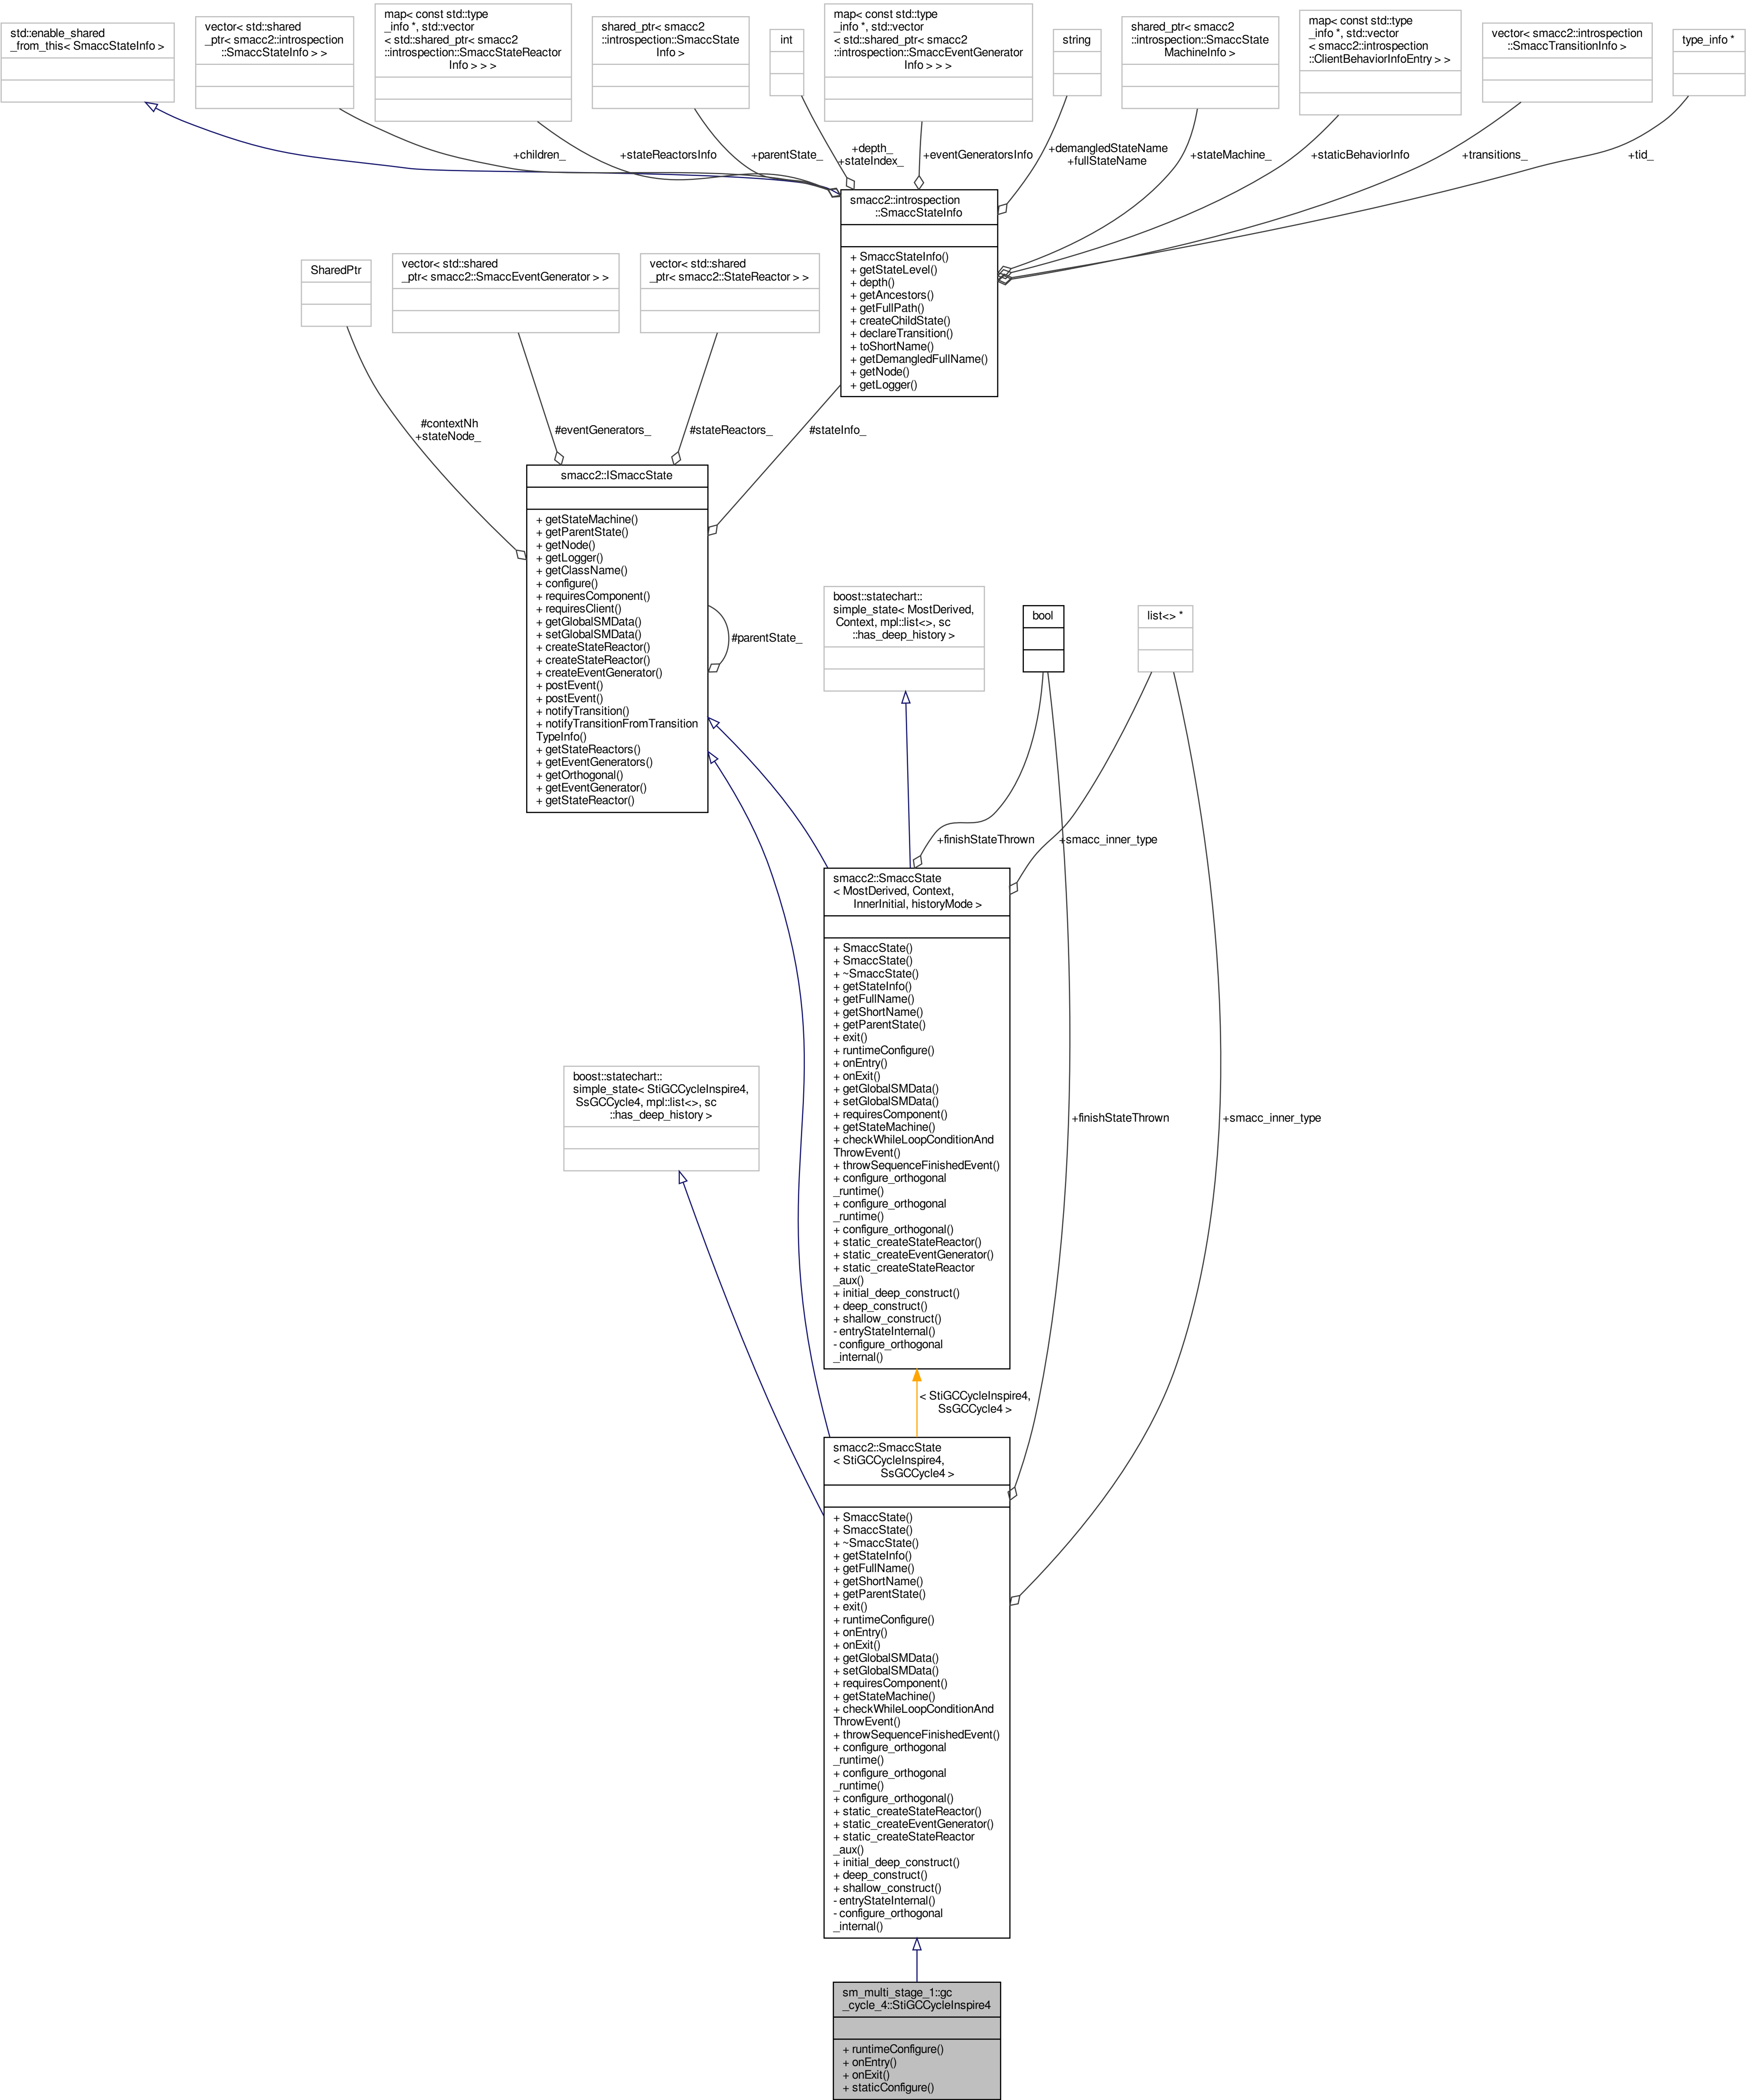 std::enable_shared
_from_this< SmaccStateInfo >
vector< std::shared
_ptr< smacc2::introspection
::SmaccStateInfo > >
map< const std::type
_info *, std::vector
< std::shared_ptr< smacc2
::introspection::SmaccStateReactor
Info > > >
shared_ptr< smacc2
::introspection::SmaccState
Info >
int
map< const std::type
_info *, std::vector
< std::shared_ptr< smacc2
::introspection::SmaccEventGenerator
Info > > >
string
shared_ptr< smacc2
::introspection::SmaccState
MachineInfo >
map< const std::type
_info *, std::vector
< smacc2::introspection
::ClientBehaviorInfoEntry > >
vector< smacc2::introspection
::SmaccTransitionInfo >
type_info *
+children_
+stateReactorsInfo
+parentState_
+depth_
+stateIndex_
+eventGeneratorsInfo
+demangledStateName
+fullStateName
+stateMachine_
+staticBehaviorInfo
+transitions_
+tid_
smacc2::introspection
::SmaccStateInfo
+ SmaccStateInfo()
+ getStateLevel()
+ depth()
+ getAncestors()
+ getFullPath()
+ createChildState()
+ declareTransition()
+ toShortName()
+ getDemangledFullName()
+ getNode()
+ getLogger()
SharedPtr
vector< std::shared
_ptr< smacc2::SmaccEventGenerator > >
vector< std::shared
_ptr< smacc2::StateReactor > >
#contextNh
+stateNode_
#eventGenerators_
#stateReactors_
#stateInfo_
smacc2::ISmaccState
+ getStateMachine()
+ getParentState()
+ getNode()
+ getLogger()
+ getClassName()
+ configure()
+ requiresComponent()
+ requiresClient()
+ getGlobalSMData()
+ setGlobalSMData()
+ createStateReactor()
+ createStateReactor()
+ createEventGenerator()
+ postEvent()
+ postEvent()
+ notifyTransition()
+ notifyTransitionFromTransition
TypeInfo()
+ getStateReactors()
+ getEventGenerators()
+ getOrthogonal()
+ getEventGenerator()
+ getStateReactor()
#parentState_
boost::statechart::
simple_state< MostDerived,
Context, mpl::list<>, sc
::has_deep_history >
bool
list<> *
+finishStateThrown
+smacc_inner_type
smacc2::SmaccState
< MostDerived, Context,
InnerInitial, historyMode >
+ SmaccState()
+ SmaccState()
+ ~SmaccState()
+ getStateInfo()
+ getFullName()
+ getShortName()
+ getParentState()
+ exit()
+ runtimeConfigure()
+ onEntry()
+ onExit()
+ getGlobalSMData()
+ setGlobalSMData()
+ requiresComponent()
+ getStateMachine()
+ checkWhileLoopConditionAnd
ThrowEvent()
+ throwSequenceFinishedEvent()
+ configure_orthogonal
_runtime()
+ configure_orthogonal
_runtime()
+ configure_orthogonal()
+ static_createStateReactor()
+ static_createEventGenerator()
+ static_createStateReactor
_aux()
+ initial_deep_construct()
+ deep_construct()
+ shallow_construct()
- entryStateInternal()
- configure_orthogonal
_internal()
boost::statechart::
simple_state< StiGCCycleInspire4,
SsGCCycle4, mpl::list<>, sc
::has_deep_history >
+finishStateThrown
+smacc_inner_type
< StiGCCycleInspire4,
SsGCCycle4 >
smacc2::SmaccState
< StiGCCycleInspire4,
SsGCCycle4 >
+ SmaccState()
+ SmaccState()
+ ~SmaccState()
+ getStateInfo()
+ getFullName()
+ getShortName()
+ getParentState()
+ exit()
+ runtimeConfigure()
+ onEntry()
+ onExit()
+ getGlobalSMData()
+ setGlobalSMData()
+ requiresComponent()
+ getStateMachine()
+ checkWhileLoopConditionAnd
ThrowEvent()
+ throwSequenceFinishedEvent()
+ configure_orthogonal
_runtime()
+ configure_orthogonal
_runtime()
+ configure_orthogonal()
+ static_createStateReactor()
+ static_createEventGenerator()
+ static_createStateReactor
_aux()
+ initial_deep_construct()
+ deep_construct()
+ shallow_construct()
- entryStateInternal()
- configure_orthogonal
_internal()
sm_multi_stage_1::gc
_cycle_4::StiGCCycleInspire4
+ runtimeConfigure()
+ onEntry()
+ onExit()
+ staticConfigure()